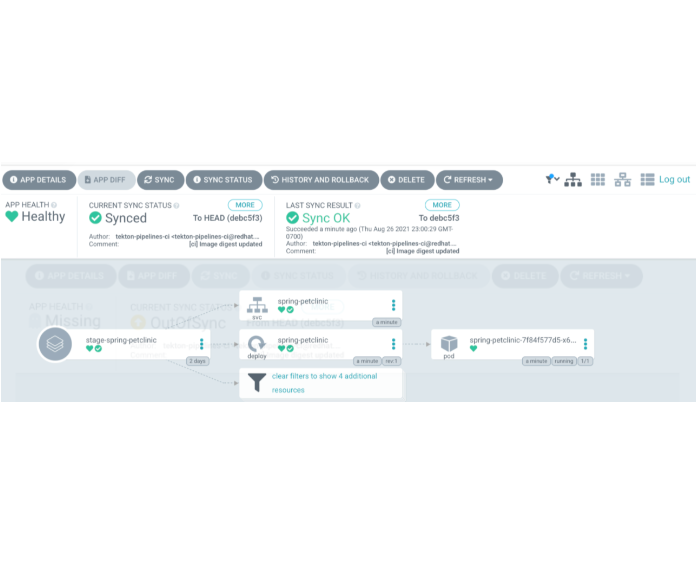 APP DETAILS APP DIFF SYNC SYNC STATUS HISTORY AND ROLLBACK DELETE REFRESH Log out
APP HEALTH
Healthy
CURRENT SYNC STATUS MORE
Synced To HEAD (debc5f3)
Author: tekton-pipelines-ci <tekton-pipelines-ci@redhat...
Comment: [ci] Image digest updated
LAST SYNC RESULT MORE
Sync OK To debc5f3
Succeeded a minute ago (Thu Aug 26 2021 23:00:29 GMT-
0700)
Author: tekton-pipelines-ci <tekton-pipelines-ci@redhat...
Comment: [ci] Image digest updated
APP DETAILS APP DIFF SYNC SYNC STATUS HISTORY AND ROLLBACK DELETE REFRESH
APP HEALTH
Missing
CURRENT SYNC STATUS
OutOfSync
HEAD (debc5f3)
stage-spring-petclinic
2 days
spring-petclinic
svc
a minute
spring-petclinic
deploy
a minute rev:1
spring-petclinic-7f84f577d5-x6...
pod
a minute running 1/1
clear filters to show 4 additional
resources